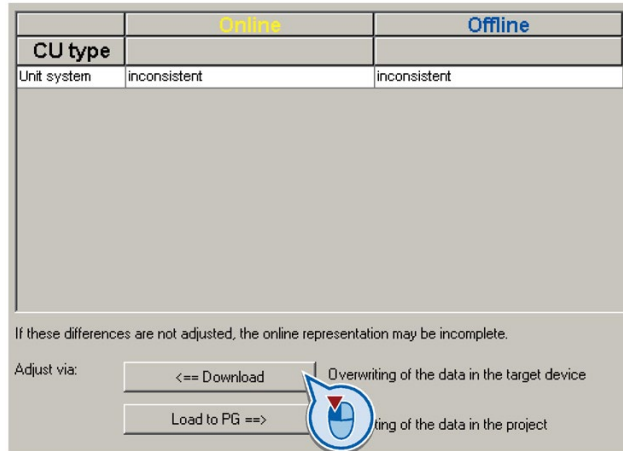 Online Offline
CU type
Unit system inconsistent inconsistent
If these differences are not adjusted, the online representation may be incomplete.
Adjust via:
<== Download Overwriting of the data in the target device
Load to PG ==> ting of the data in the project